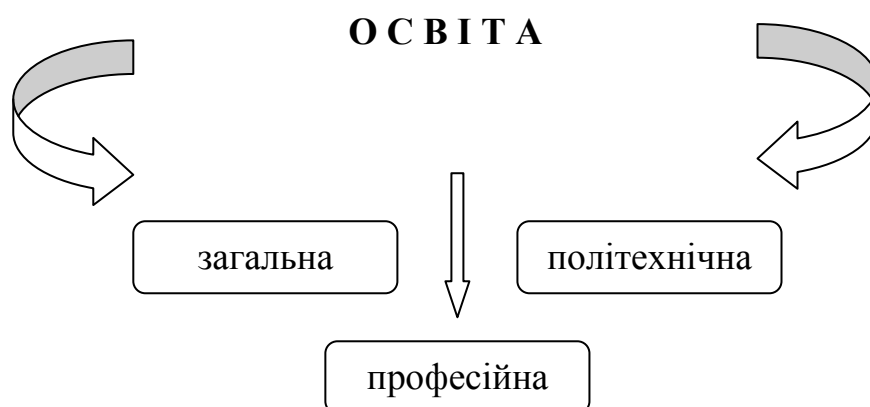 О С В І Т А
загальна
політехнічна
професійна